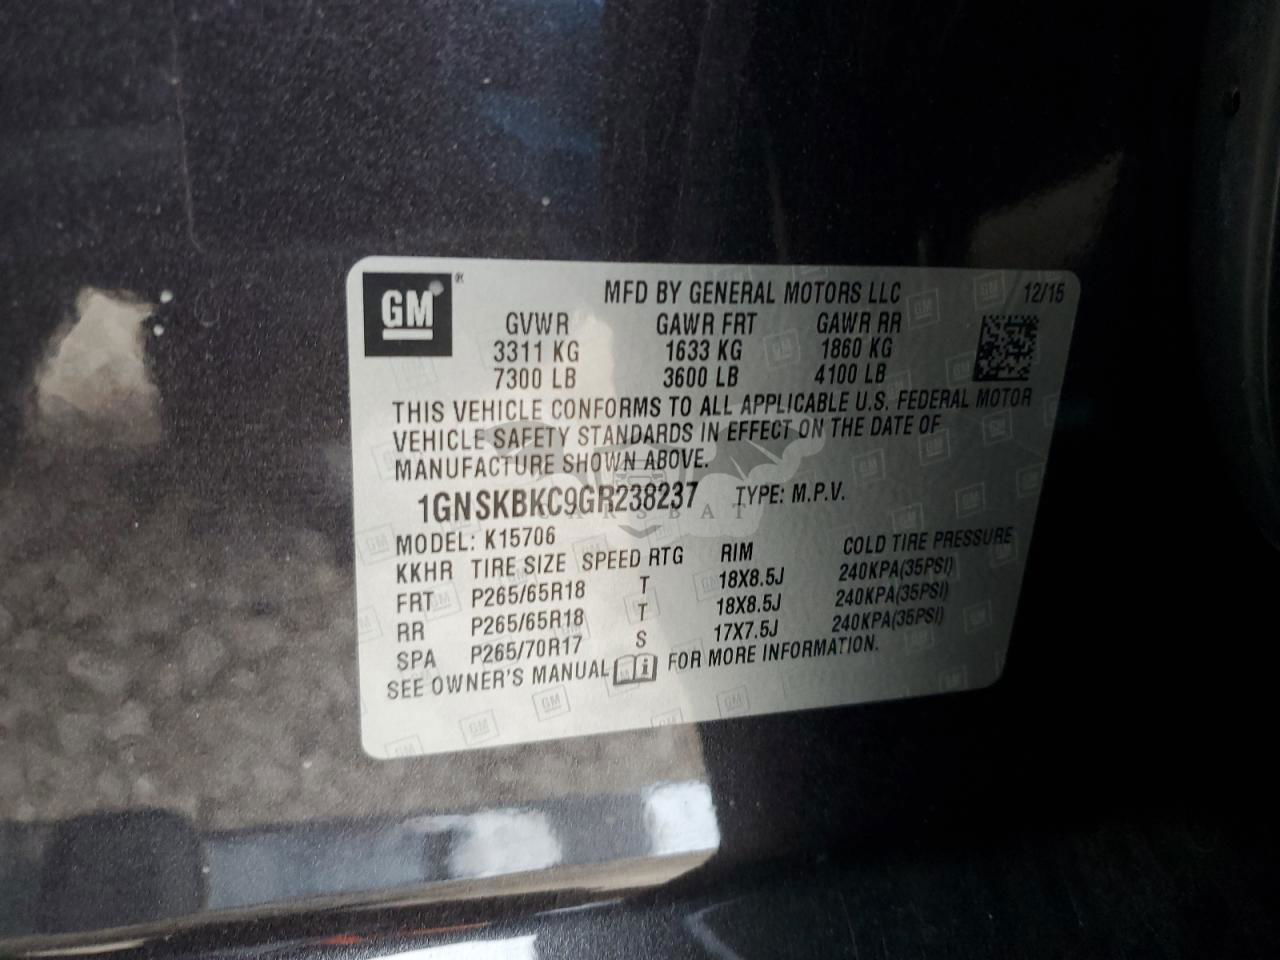 GM
MFD BY GENERAL MOTORS LLC 12/15
GVWR GAWR FRT GAWR RR
3311 KG 1633 KG 1860 KG
7300 LB 3600 LB 4100 LB
THIS VEHICLE CONFORMS TO ALL APPLICABLE U.S. FEDERAL MOTOR
VEHICLE SAFETY STANDARDS IN EFFECT ON THE DATE OF
MANUFACTURE SHOWN ABOVE.
1GNSKBKC9GR238237 TYPE: M.P.V.
CARSBAT
MODEL: K15706
KKHR TIRE SIZE SPEED RTG RIM COLD TIRE PRESSURE
FRT P265/65R18 T 18X8.5J 240KPA(35PSI)
RR P265/65R18 T 18X8.5J 240KPA(35PSI)
SPA P265/70R17 S 17X7.5J 240KPA(35PSI)
SEE OWNER'S MANUAL FOR MORE INFORMATION.